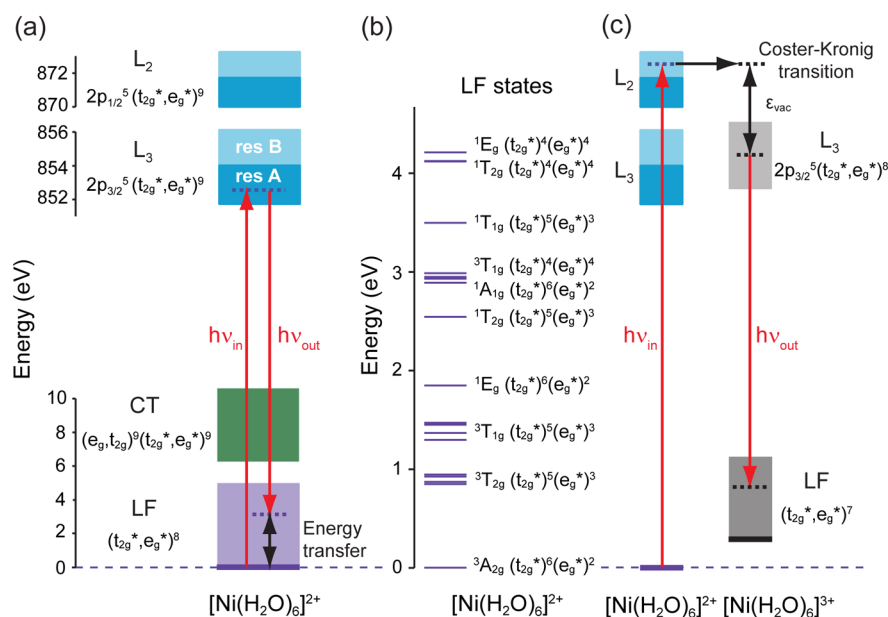 (a)
L₂
2p₁/₂⁵(t₂g*,eg*)⁹
L₃
2p₃/₂⁵(t₂g*,eg*)⁹
872
870
856
854
852
res B
res A
Energy (eV)
hνin
hνout
10
8
6
4
2
0
CT
(eg,t₂g)⁹(t₂g*,eg*)⁹
LF
(t₂g*,eg*)⁸
Energy
transfer
[Ni(H₂O)₆]²⁺
(b)
LF states
Energy (eV)
4
3
2
1
0
¹Eg (t₂g*)⁴(eg*)⁴
¹T₂g (t₂g*)⁴(eg*)⁴
¹T₁g (t₂g*)⁵(eg*)³
³T₁g (t₂g*)⁴(eg*)⁴
¹A₁g (t₂g*)⁶(eg*)²
¹T₂g (t₂g*)⁵(eg*)³
¹Eg (t₂g*)⁶(eg*)²
³T₁g (t₂g*)⁵(eg*)³
³T₂g (t₂g*)⁵(eg*)³
³A₂g (t₂g*)⁶(eg*)²
[Ni(H₂O)₆]²⁺
(c)
L₂
L₃
Coster-Kronig
transition
εvac
L₃
2p₃/₂⁵(t₂g*,eg*)⁸
hνin
hνout
LF
(t₂g*,eg*)⁷
[Ni(H₂O)₆]²⁺
[Ni(H₂O)₆]³⁺